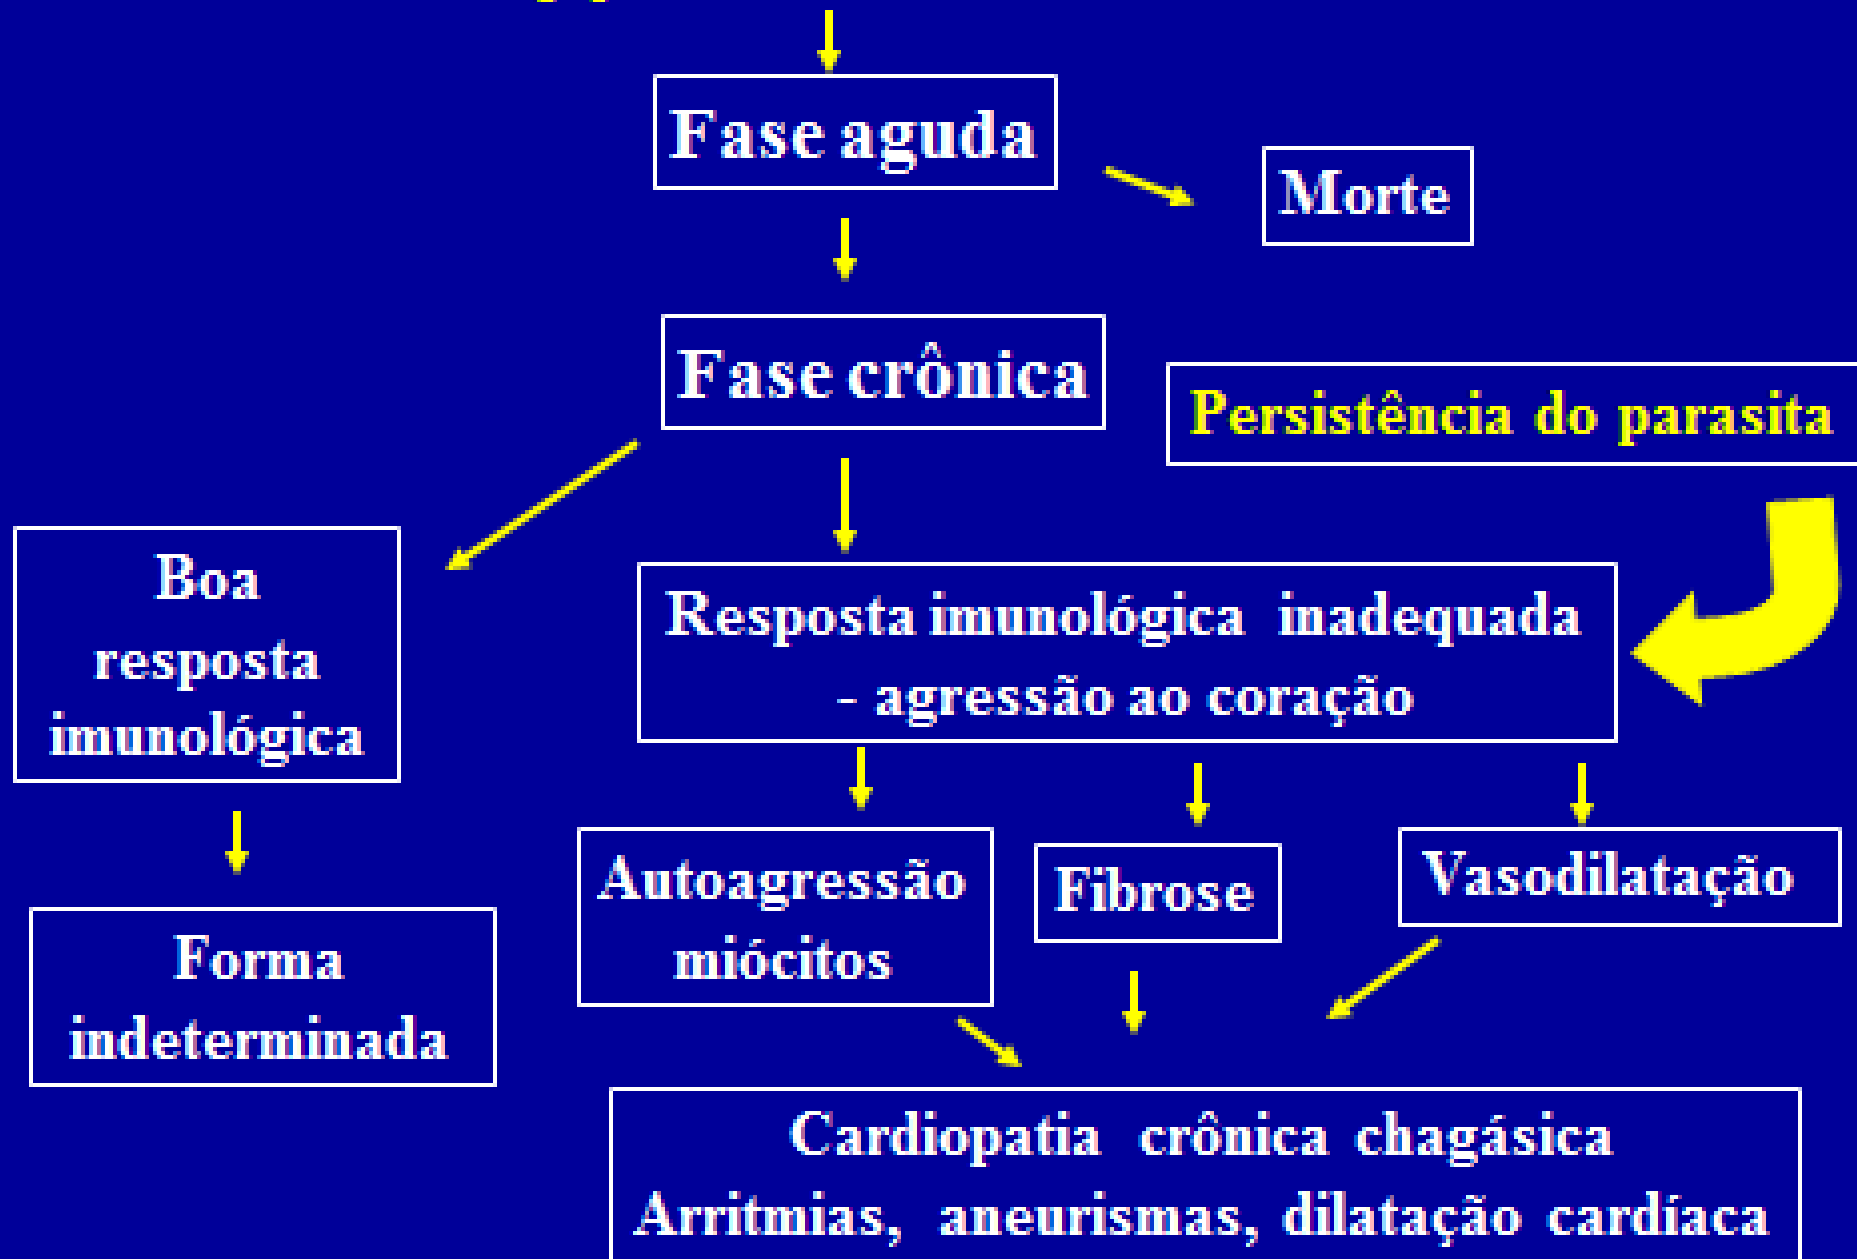 Fase aguda
Morte
Fase crônica
Persistência do parasita
Boa
resposta
imunológica
Resposta imunológica inadequada
- agressão ao coração
Autoagressão
miócitos
Fibrose
Vasodilatação
Forma
indeterminada
Cardiopatia crônica chagásica
Arritmias, aneurismas, dilatação cardíaca